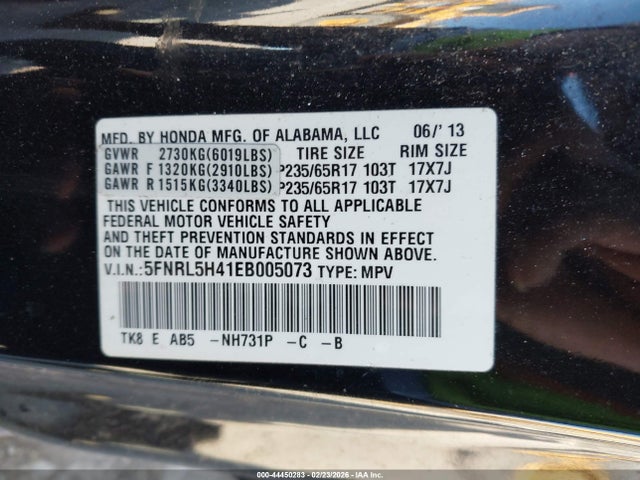 MFD. BY HONDA MFG. OF ALABAMA, LLC 06/'13
GVWR 2730KG(6019LBS) TIRE SIZE RIM SIZE
GAWR F 1320KG(2910LBS) P235/65R17 103T 17X7J
GAWR R 1515KG(3340LBS) P235/65R17 103T 17X7J
THIS VEHICLE CONFORMS TO ALL APPLICABLE
FEDERAL MOTOR VEHICLE SAFETY
AND THEFT PREVENTION STANDARDS IN EFFECT
ON THE DATE OF MANUFACTURE SHOWN ABOVE.
V.I.N.:5FNRL5H41EB005073 TYPE: MPV
TK8 E AB5 -NH731P -C -B
000-44450283 - 02/23/2026 - IAA, Inc.